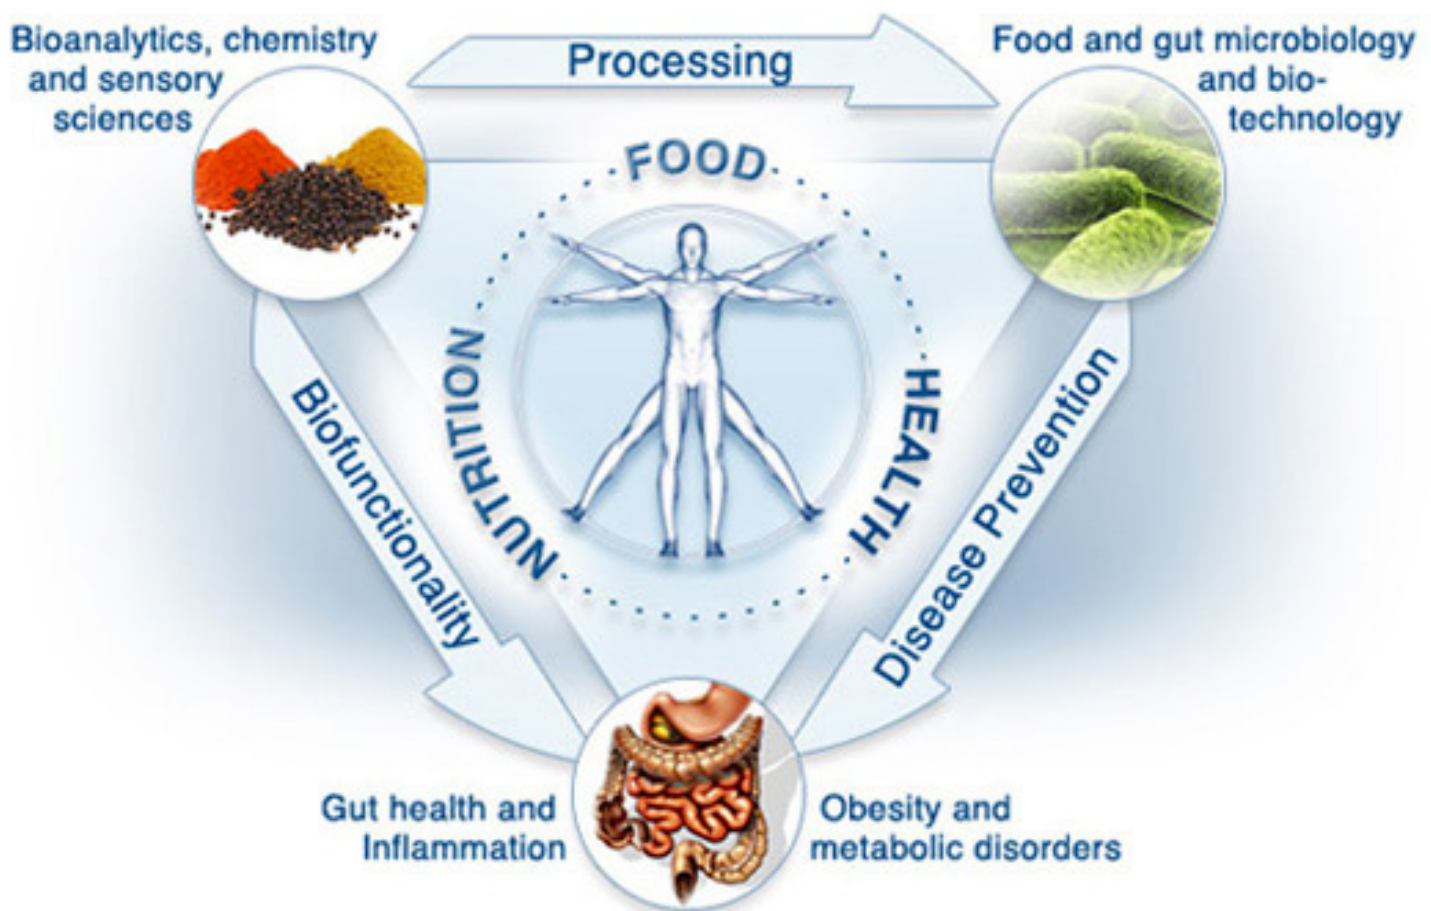 Bioanalytics, chemistry
and sensory
sciences
Processing
Food and gut microbiology
and bio-
technology
FOOD
NUTRITION
HEALTH
Biofunctionality
Disease Prevention
Gut health and
Inflammation
Obesity and
metabolic disorders